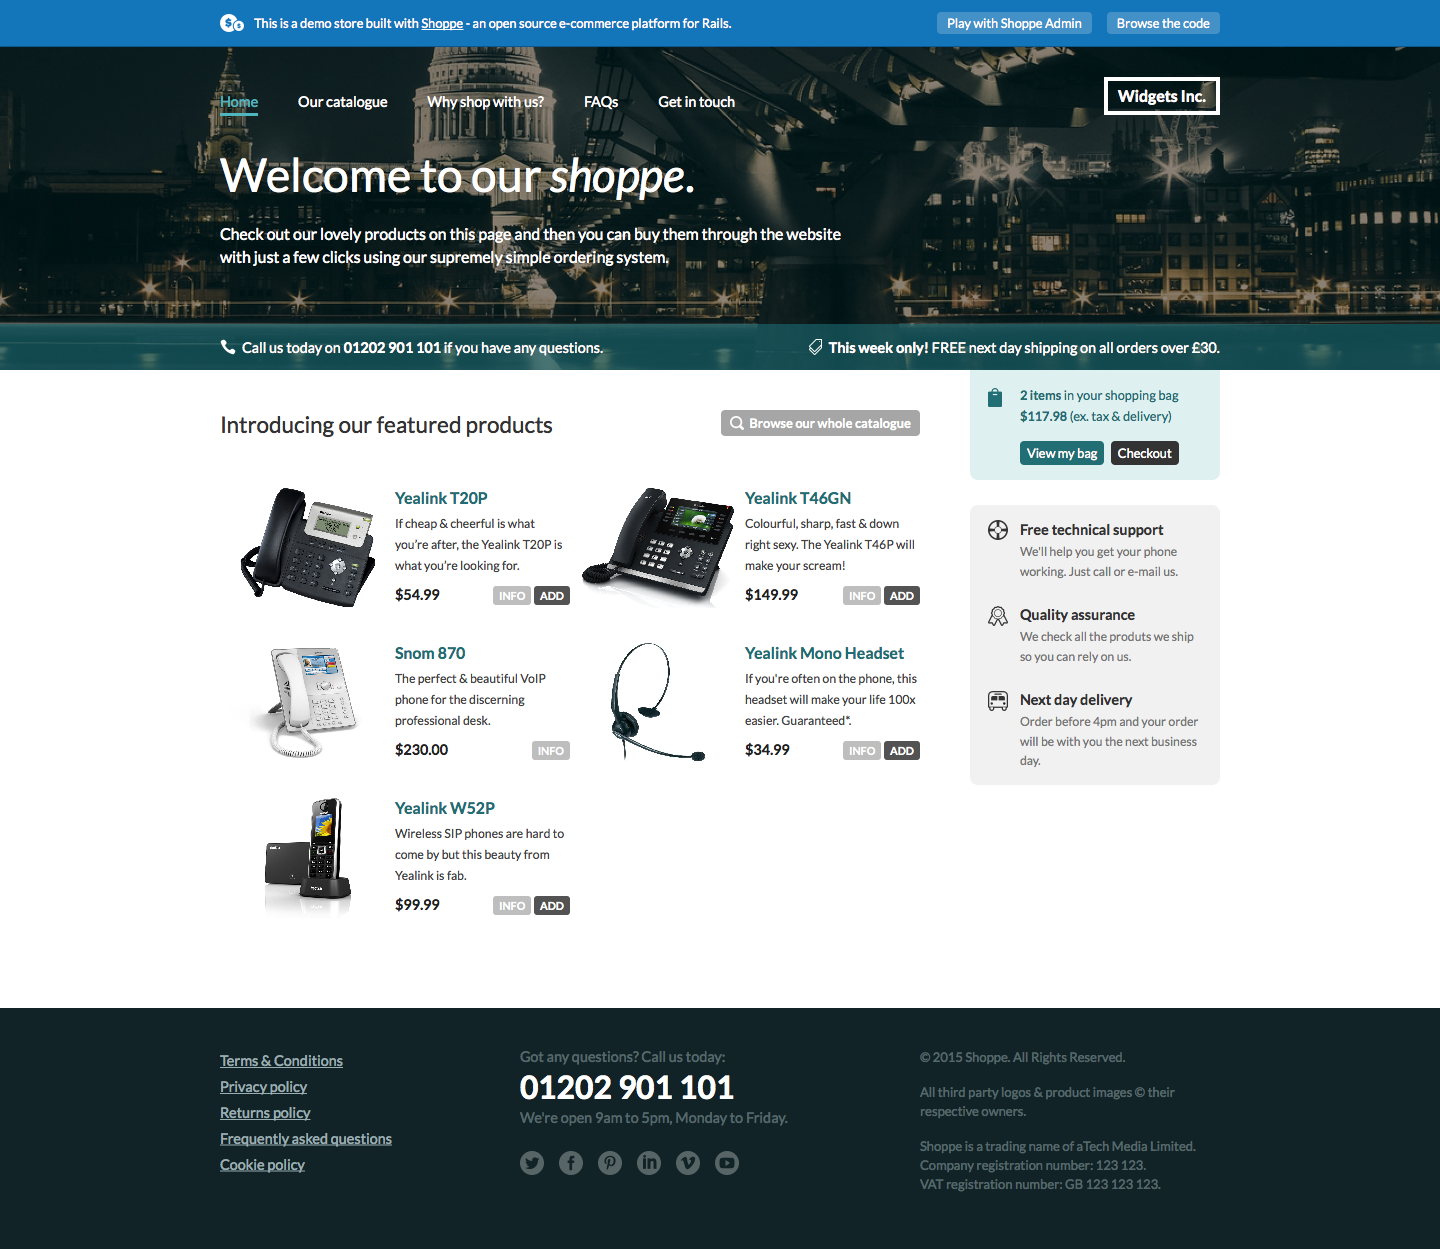 This is a demo store built with Shoppe - an open source e-commerce platform for Rails.
Play with Shoppe Admin
Browse the code
Home
Our catalogue
Why shop with us?
FAQs
Get in touch
Widgets Inc.
Welcome to our shoppe.
Check out our lovely products on this page and then you can buy them through the website
with just a few clicks using our supremely simple ordering system.
Call us today on 01202 901 101 if you have any questions.
This week only! FREE next day shipping on all orders over £30.
2 items in your shopping bag
$117.98 (ex. tax & delivery)
View my bag
Checkout
Introducing our featured products
Browse our whole catalogue
Yealink T20P
If cheap & cheerful is what
you're after, the Yealink T20P is
what you're looking for.
$54.99
INFO
ADD
Yealink T46GN
Colourful, sharp, fast & down
right sexy. The Yealink T46P will
make your scream!
$149.99
INFO
ADD
Snom 870
The perfect & beautiful VoIP
phone for the discerning
professional desk.
$230.00
INFO
Yealink Mono Headset
If you're often on the phone, this
headset will make your life 100x
easier. Guaranteed*.
$34.99
INFO
ADD
Yealink W52P
Wireless SIP phones are hard to
come by but this beauty from
Yealink is fab.
$99.99
INFO
ADD
Free technical support
We'll help you get your phone
working. Just call or e-mail us.
Quality assurance
We check all the produts we ship
so you can rely on us.
Next day delivery
Order before 4pm and your order
will be with you the next business
day.
Terms & Conditions
Privacy policy
Returns policy
Frequently asked questions
Cookie policy
Got any questions? Call us today:
01202 901 101
We're open 9am to 5pm, Monday to Friday.
© 2015 Shoppe. All Rights Reserved.
All third party logos & product images © their
respective owners.
Shoppe is a trading name of aTech Media Limited.
Company registration number: 123 123.
VAT registration number: GB 123 123 123.